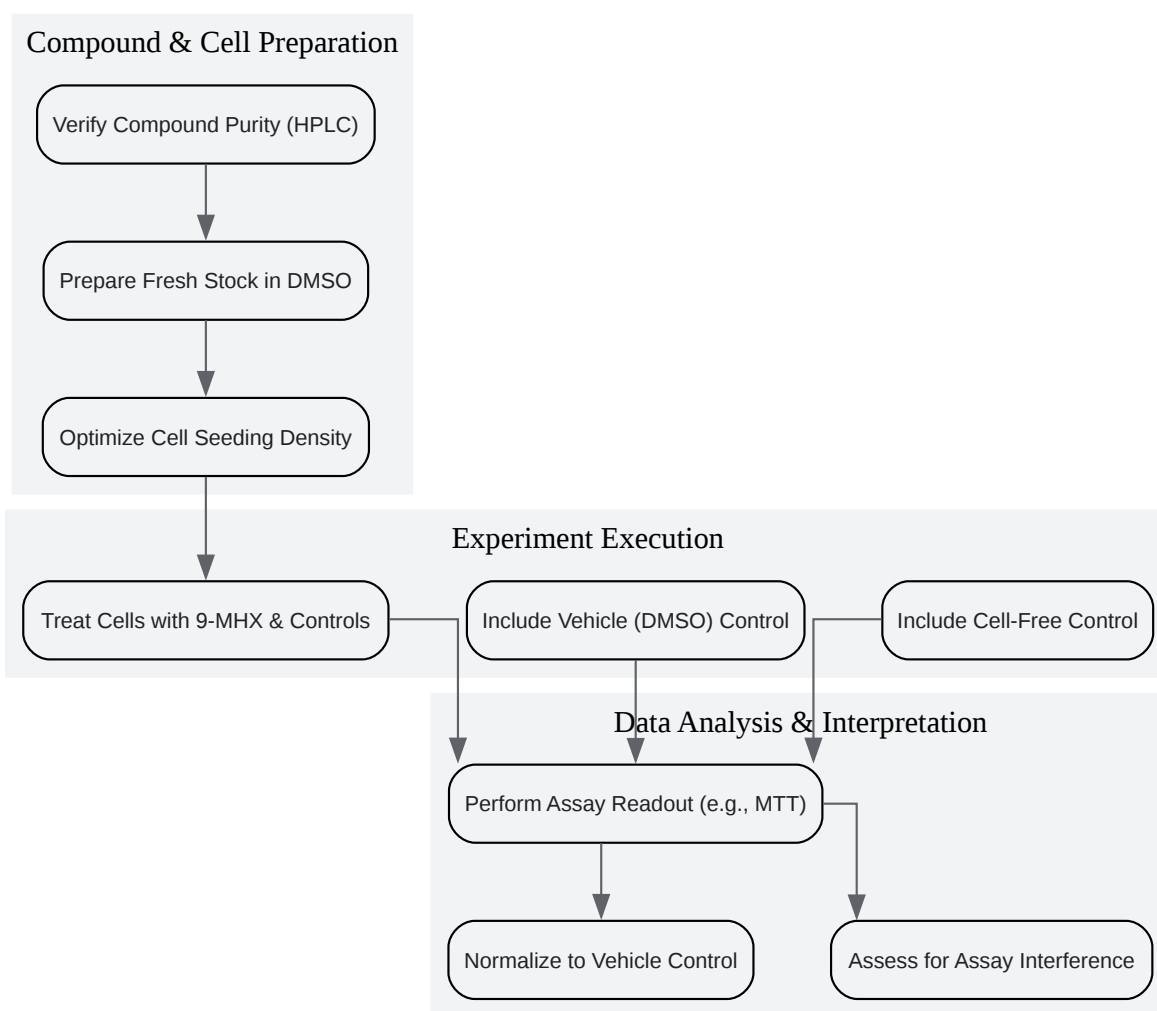 Compound & Cell Preparation
Verify Compound Purity (HPLC)
Prepare Fresh Stock in DMSO
Optimize Cell Seeding Density
Experiment Execution
Treat Cells with 9-MHX & Controls
Include Vehicle (DMSO) Control
Include Cell-Free Control
Data Analysis & Interpretation
Perform Assay Readout (e.g., MTT)
Normalize to Vehicle Control
Assess for Assay Interference